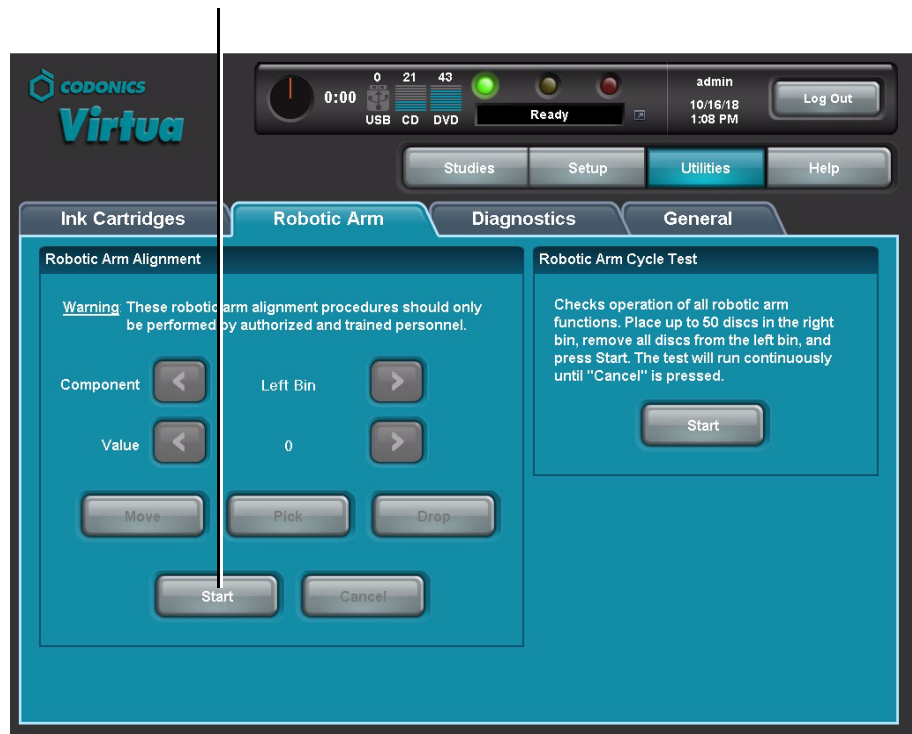 CODONICS
Virtua
0:00
0 21 43
USB CD DVD
Ready
admin
10/16/18
1:08 PM
Log Out
Studies Setup Utilities Help
Ink Cartridges Robotic Arm Diagnostics General
Robotic Arm Alignment
Warning: These robotic arm alignment procedures should only
be performed by authorized and trained personnel.
Component < Left Bin >
Value < 0 >
Move Pick Drop
Start Cancel
Robotic Arm Cycle Test
Checks operation of all robotic arm
functions. Place up to 50 discs in the right
bin, remove all discs from the left bin, and
press Start. The test will run continuously
until "Cancel" is pressed.
Start